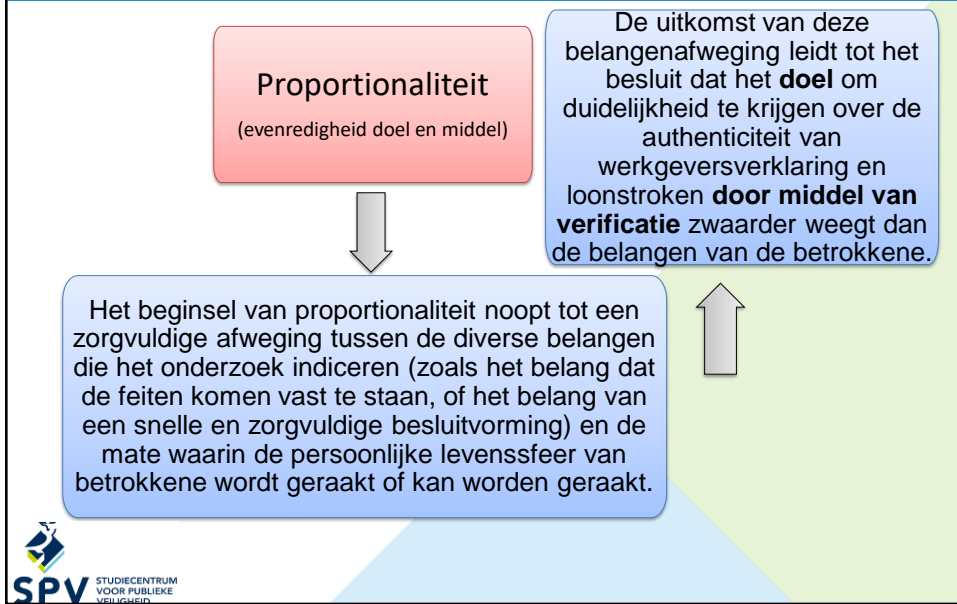 Proportionaliteit
(evenredigheid doel en middel)
Het beginsel van proportionaliteit noopt tot een
zorgvuldige afweging tussen de diverse belangen
die het onderzoek indiceren (zoals het belang dat
de feiten komen vast te staan, of het belang van
een snelle en zorgvuldige besluitvorming) en de
mate waarin de persoonlijke levenssfeer van
betrokkene wordt geraakt of kan worden geraakt.
De uitkomst van deze
belangenafweging leidt tot het
besluit dat het doel om
duidelijkheid te krijgen over de
authenticiteit van
werkgeversverklaring en
loonstroken door middel van
verificatie zwaarder weegt dan
de belangen van de betrokkene.
SPV
STUDIECENTRUM
VOOR PUBLIEKE
VEILIGHEID